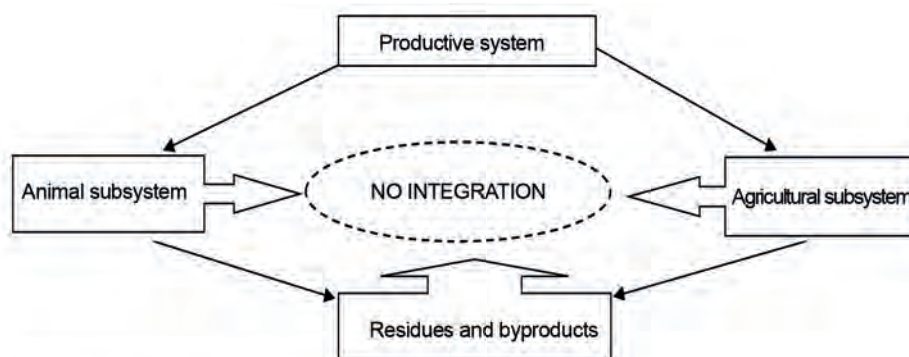 Productive system
Animal subsystem
NO INTEGRATION
Agricultural subsystem
Residues and byproducts